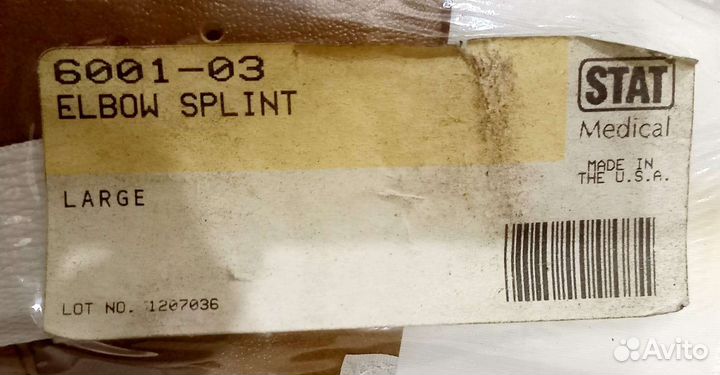 6001-03
ELBOW SPLINT
STAT
Medical
MADE IN
THE U.S.A.
LARGE
LOT NO. 1207036
Avito